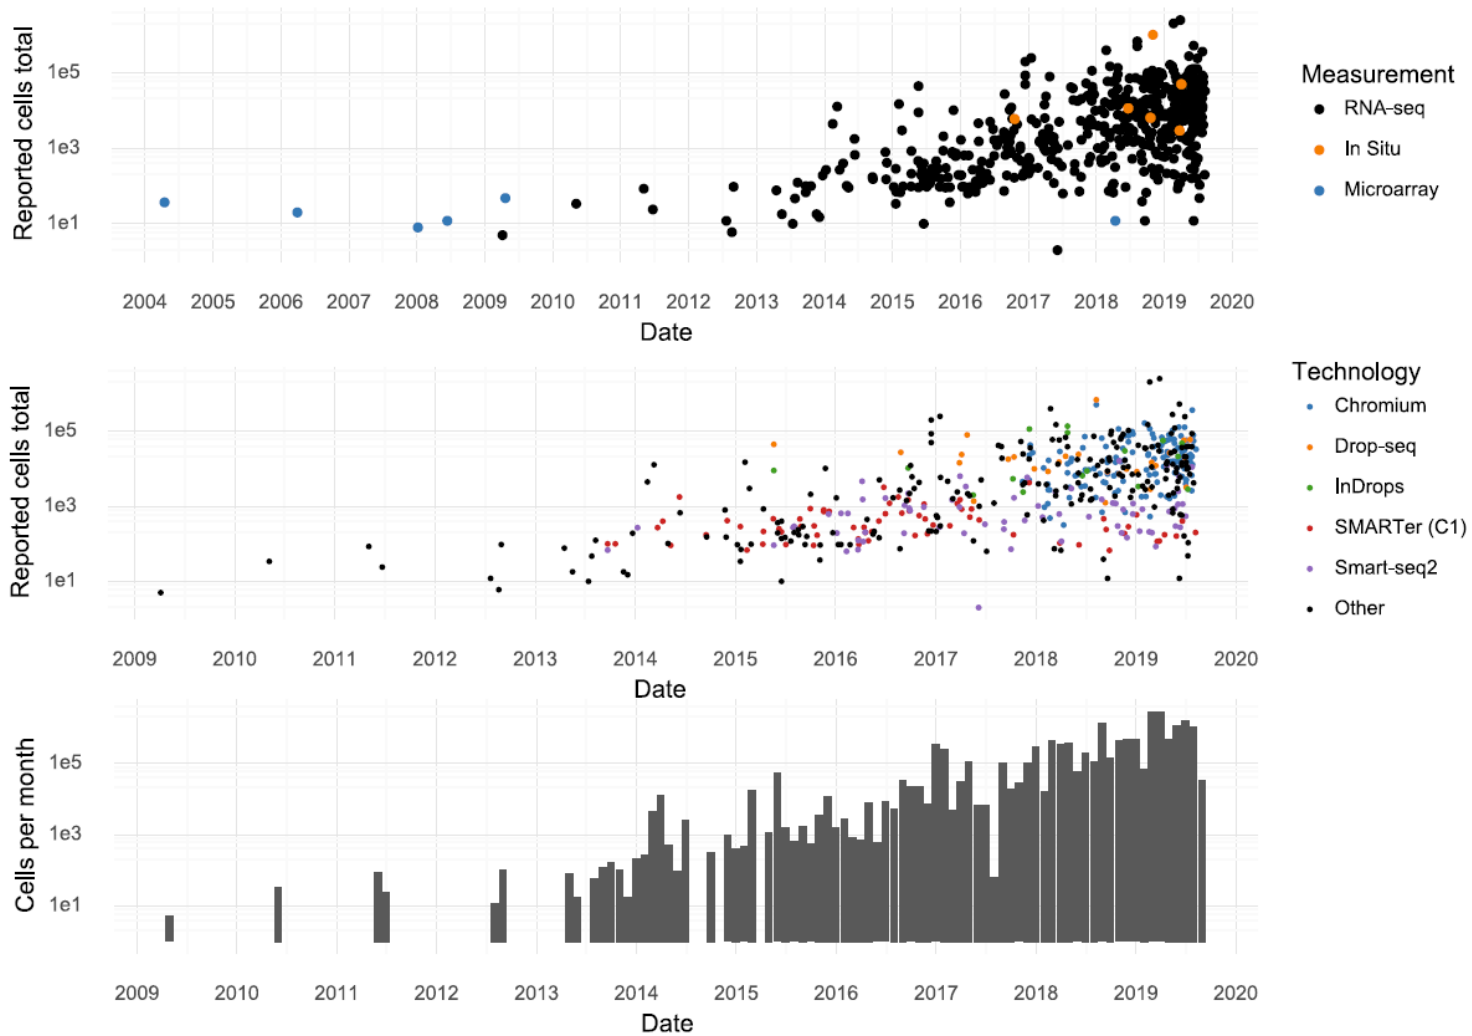 Reported cells total
1e5
1e3
1e1
2004 2005 2006 2007 2008 2009 2010 2011 2012 2013 2014 2015 2016 2017 2018 2019 2020
Date
Measurement
RNA-seq
In Situ
Microarray
Reported cells total
1e5
1e3
1e1
2009 2010 2011 2012 2013 2014 2015 2016 2017 2018 2019 2020
Date
Technology
Chromium
Drop-seq
InDrops
SMARTer (C1)
Smart-seq2
Other
Cells per month
1e5
1e3
1e1
2009 2010 2011 2012 2013 2014 2015 2016 2017 2018 2019 2020
Date